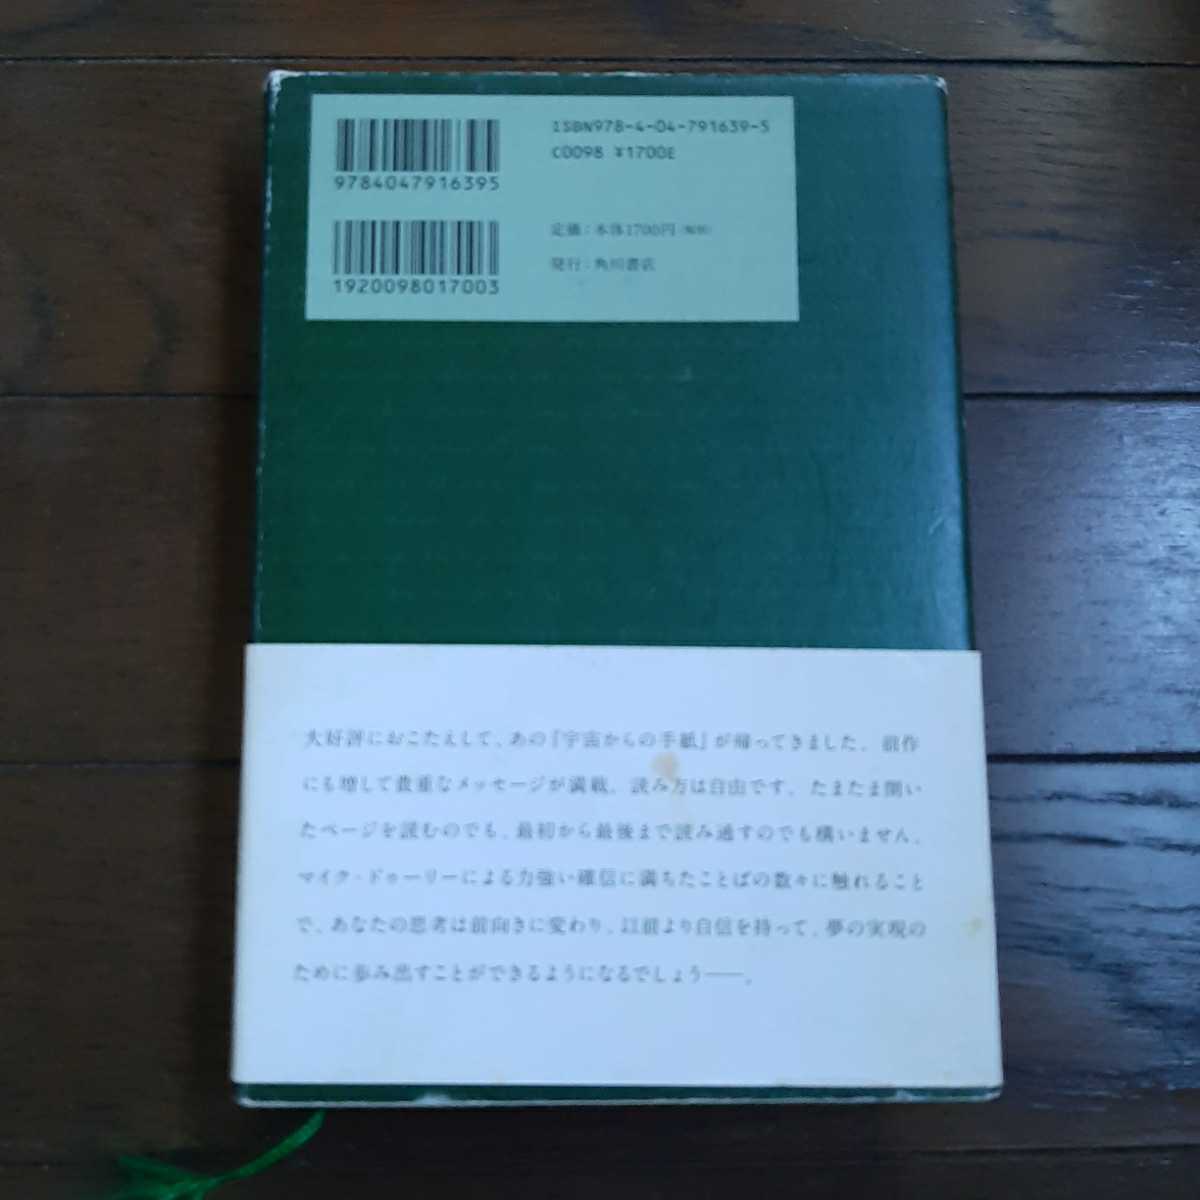 ISBN978-4-04-791639-5
C0098 ¥1700E
9784047916395
1920098017003
定価：本体1700円（税別）
発行：角川書店
大好評におこたえして、あの『宇宙からの手紙』が帰ってきました。前作
にも増して貴重なメッセージが満載。読み方は自由です。たまたま開い
たページを読むのでも、最初から最後まで読み通すのでも構いません。
マイク・ドゥーリーによる力強い確信に満ちたことばの数々に触れること
で、あなたの思考は前向きに変わり、以前より自信を持って、夢の実現の
ために歩み出すことができるようになるでしょう——。